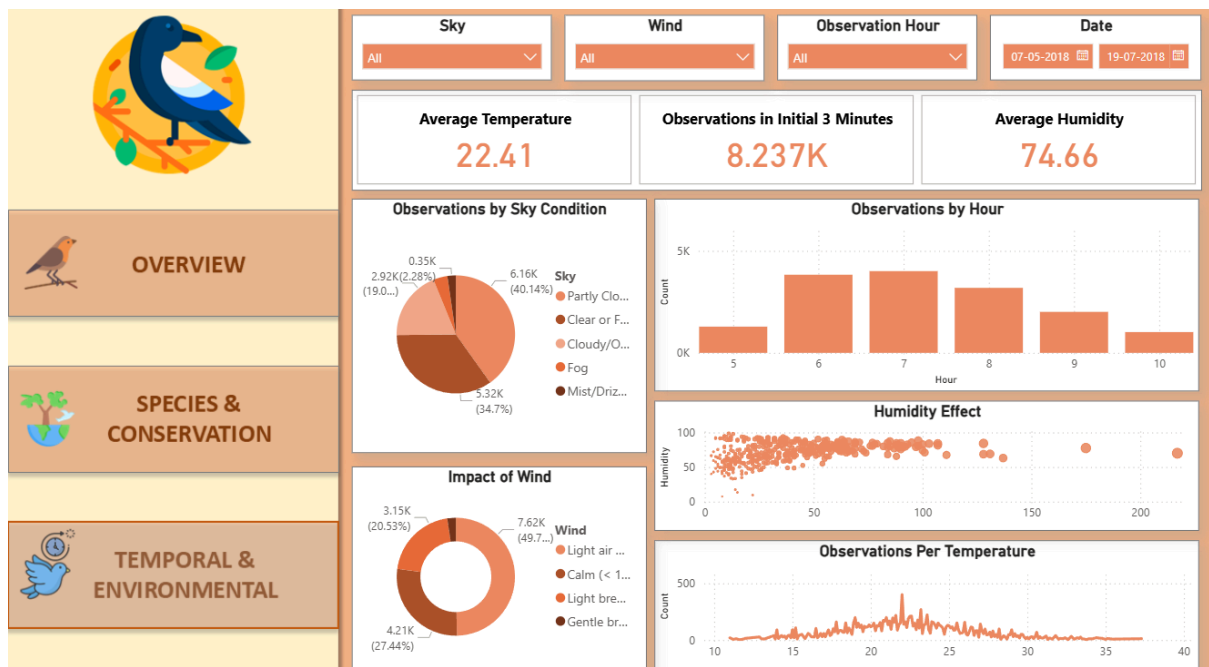 Sky
Wind
Observation Hour
Date
All
All
All
07-05-2018
19-07-2018
Average Temperature
22.41
Observations in Initial 3 Minutes
8.237K
Average Humidity
74.66
OVERVIEW
SPECIES &
CONSERVATION
TEMPORAL &
ENVIRONMENTAL
Observations by Sky Condition
0.35K
(2.28%)
2.92K
(19.0...)
6.16K
(40.14%)
5.32K
(34.7%)
Sky
Partly Clo...
Clear or F...
Cloudy/O...
Fog
Mist/Driz...
Observations by Hour
Count
5K
0K
5 6 7 8 9 10
Hour
Humidity Effect
Humidity
100
50
0
0 50 100 150 200
Impact of Wind
3.15K
(20.53%)
7.62K
(49.7...)
4.21K
(27.44%)
Wind
Light air ...
Calm (< 1...
Light bre...
Gentle br...
Observations Per Temperature
Count
500
0
10 15 20 25 30 35 40